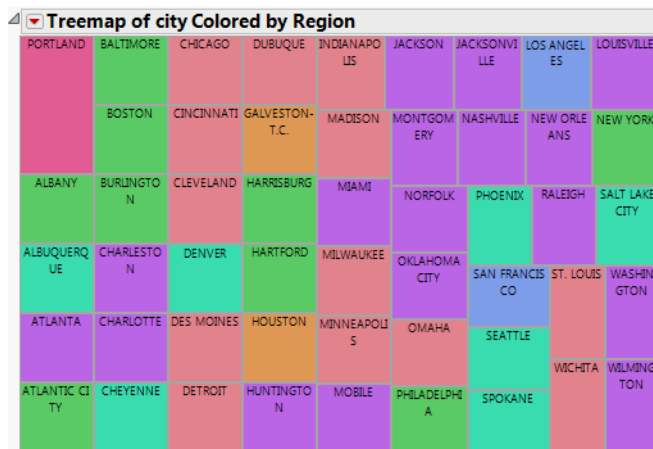 Treemap of city Colored by Region
PORTLAND
BALTIMORE
CHICAGO
DUBUQUE
INDIANAPO
LIS
JACKSON
JACKSONVI
LLE
LOS ANGEL
ES
LOUISVILLE
BOSTON
CINCINNATI
GALVESTON-
T.C.
MADISON
MONTGOM
ERY
NASHVILLE
NEW ORLE
ANS
NEW YORK
ALBANY
BURLINGTO
N
CLEVELAND
HARRISBURG
MIAMI
NORFOLK
PHOENIX
RALEIGH
SALT LAKE
CITY
ALBUQUERQ
UE
CHARLESTO
N
DENVER
HARTFORD
MILWAUKEE
OKLAHOMA
CITY
SAN FRANCIS
CO
ST. LOUIS
WASHIN
GTON
ATLANTA
CHARLOTTE
DES MOINES
HOUSTON
MINNEAPOLI
S
OMAHA
SEATTLE
ATLANTIC CI
TY
CHEYENNE
DETROIT
HUNTINGTO
N
MOBILE
PHILADELPHI
A
SPOKANE
WICHITA
WILMING
TON